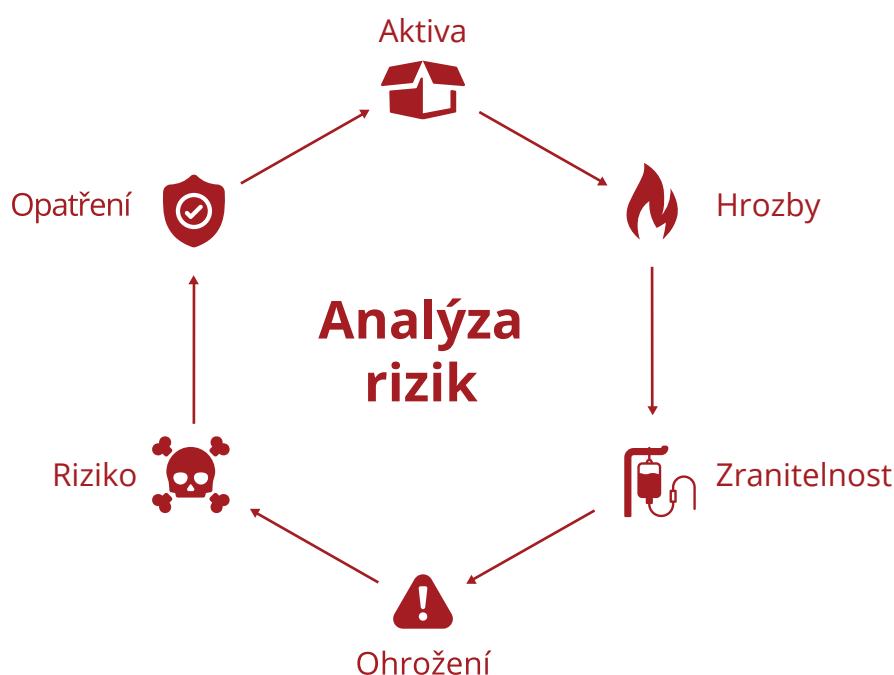 Aktiva
Opatření
Hrozby
Analýza
rizik
Riziko
Zranitelnost
Ohrožení